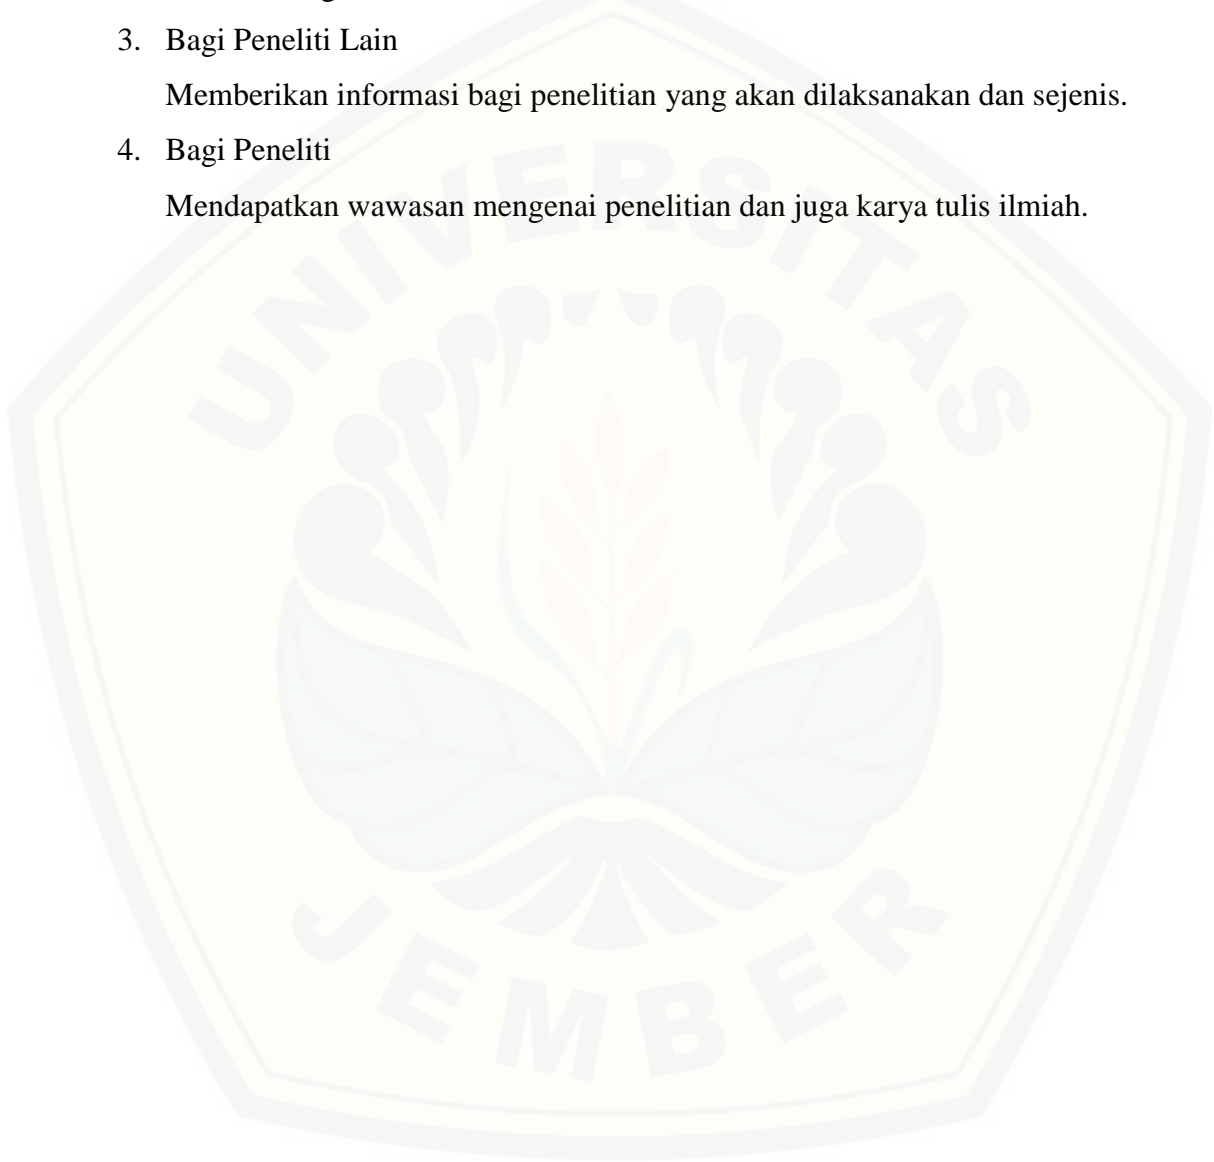 3. Bagi Peneliti Lain
Memberikan informasi bagi penelitian yang akan dilaksanakan dan sejenis.
4. Bagi Peneliti
Mendapatkan wawasan mengenai penelitian dan juga karya tulis ilmiah.
UNIVERSITAS
JEMBER